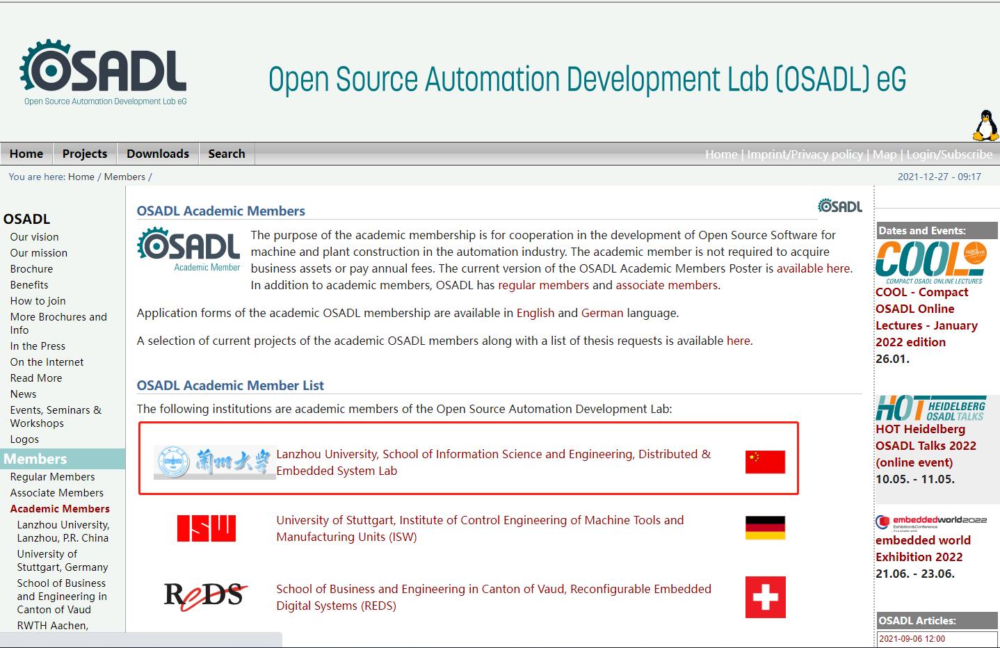 OSADL
Open Source Automation Development Lab eG
Open Source Automation Development Lab (OSADL) eG
Home
Projects
Downloads
Search
Home | Imprint/Privacy policy | Map | Login/Subscribe
You are here: Home / Members /
2021-12-27 - 09:17
OSADL
Our vision
Our mission
Brochure
Benefits
How to join
More Brochures and
Info
In the Press
On the Internet
Read More
News
Events, Seminars &
Workshops
Logos
Members
Regular Members
Associate Members
Academic Members
Lanzhou University,
Lanzhou, P.R. China
University of
Stuttgart, Germany
School of Business
and Engineering in
Canton of Vaud
RWTH Aachen,
OSADL Academic Members
OSADL
OSADL
Academic Member
The purpose of the academic membership is for cooperation in the development of Open Source Software for
machine and plant construction in the automation industry. The academic member is not required to acquire
business assets or pay annual fees. The current version of the OSADL Academic Members Poster is available here.
In addition to academic members, OSADL has regular members and associate members.
Application forms of the academic OSADL membership are available in English and German language.
A selection of current projects of the academic OSADL members along with a list of thesis requests is available here.
OSADL Academic Member List
The following institutions are academic members of the Open Source Automation Development Lab:
兰州大学
Lanzhou University, School of Information Science and Engineering, Distributed &
Embedded System Lab
ISW
University of Stuttgart, Institute of Control Engineering of Machine Tools and
Manufacturing Units (ISW)
ReDS
School of Business and Engineering in Canton of Vaud, Reconfigurable Embedded
Digital Systems (REDS)
Dates and Events:
COOL
COMPACT OSADL ONLINE LECTURES
COOL - Compact
OSADL Online
Lectures - January
2022 edition
26.01.
HOT HEIDELBERG
OSADL TALKS
HOT Heidelberg
OSADL Talks 2022
(online event)
10.05. - 11.05.
embeddedworld2022
Exhibition&Conference
embedded world
Exhibition 2022
21.06. - 23.06.
OSADL Articles:
2021-09-06 12:00